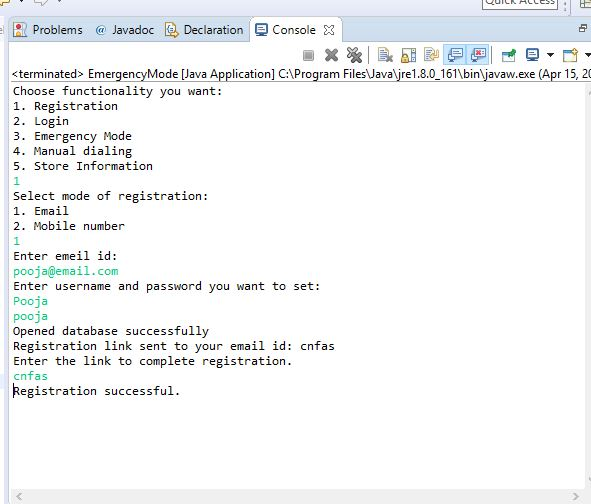 Quick Access
Problems @ Javadoc Declaration Console
<terminated> EmergencyMode [Java Application] C:\Program Files\Java\jre1.8.0_161\bin\javaw.exe (Apr 15, 20
Choose functionality you want:
1. Registration
2. Login
3. Emergency Mode
4. Manual dialing
5. Store Information
1
Select mode of registration:
1. Email
2. Mobile number
1
Enter emeil id:
pooja@email.com
Enter username and password you want to set:
Pooja
pooja
Opened database successfully
Registration link sent to your email id: cnfas
Enter the link to complete registration.
cnfas
Registration successful.